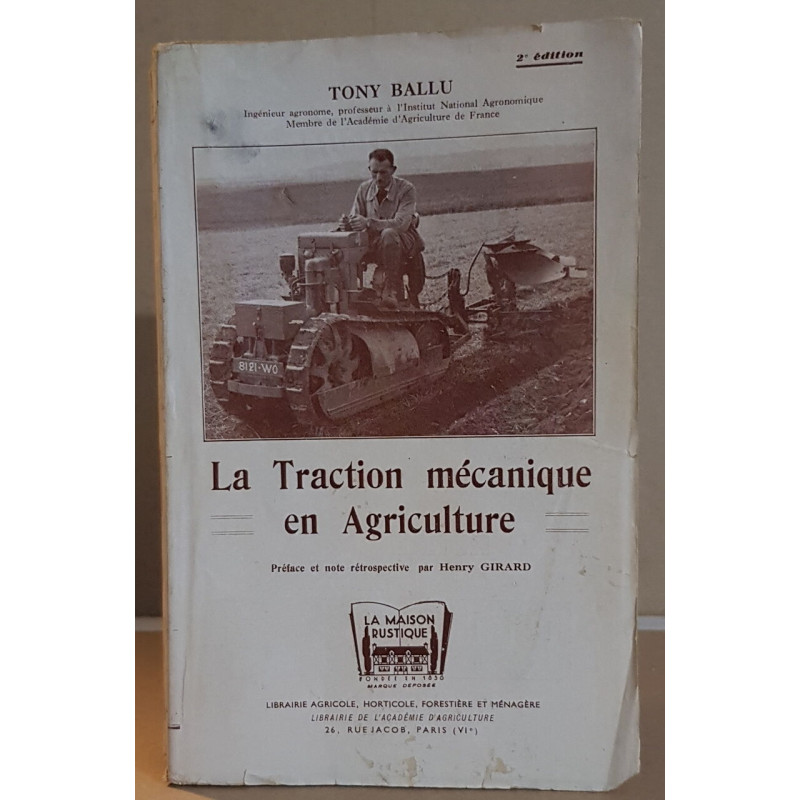 2e édition
TONY BALLU
Ingénieur agronome, professeur à l'Institut National Agronomique
Membre de l'Académie d'Agriculture de France
8121-WO
La Traction mécanique
en Agriculture
Préface et note rétrospective par Henry GIRARD
LA MAISON
RUSTIQUE
FONDÉE EN 1830
MARQUE DÉPOSÉE
LIBRAIRIE AGRICOLE, HORTICOLE, FORESTIÈRE ET MÉNAGÈRE
LIBRAIRIE DE L'ACADÉMIE D'AGRICULTURE
26, RUE JACOB, PARIS (VIe)